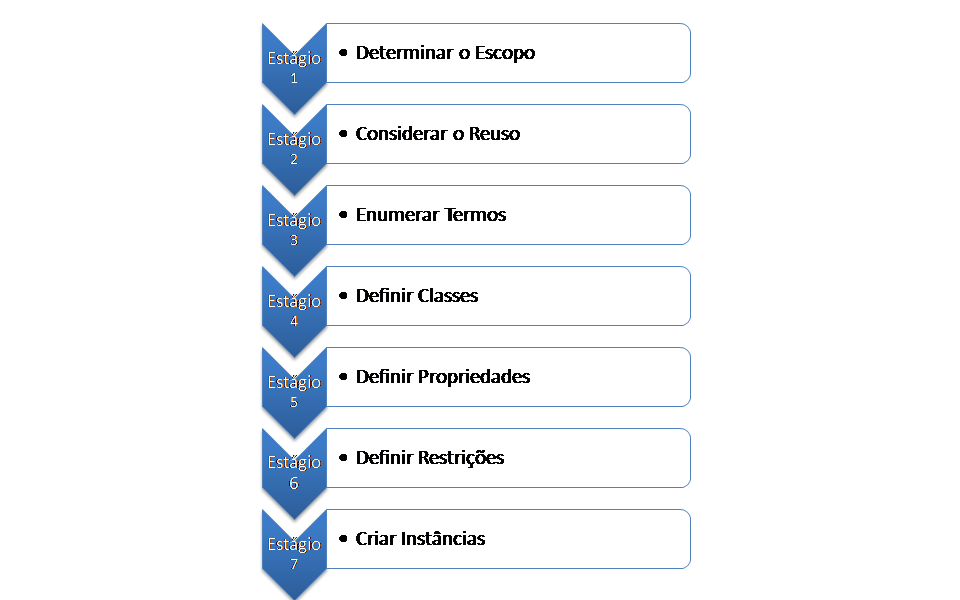 Estágio
1
• Determinar o Escopo
Estágio
2
• Considerar o Reuso
Estágio
3
• Enumerar Termos
Estágio
4
• Definir Classes
Estágio
5
• Definir Propriedades
Estágio
6
• Definir Restrições
Estágio
7
• Criar Instâncias